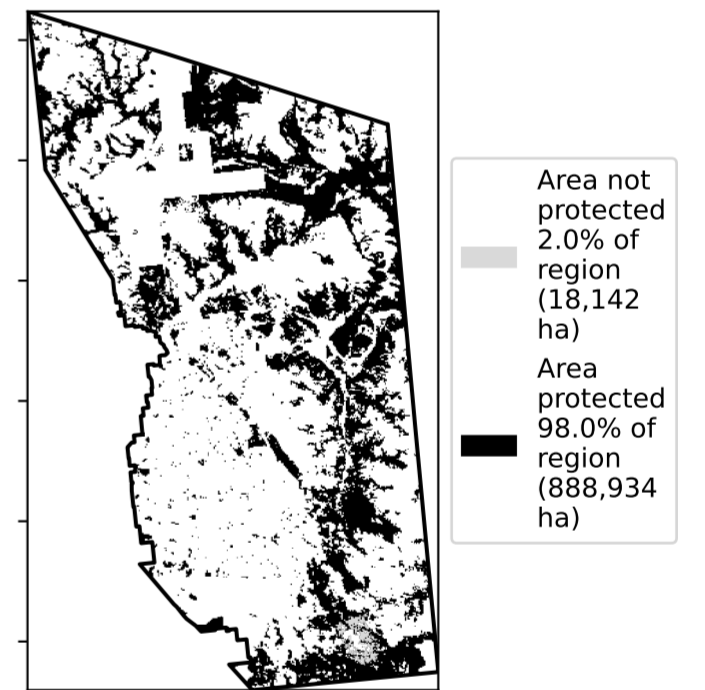 Area not
protected
2.0% of
region
(18,142
ha)
Area
protected
98.0% of
region
(888,934
ha)